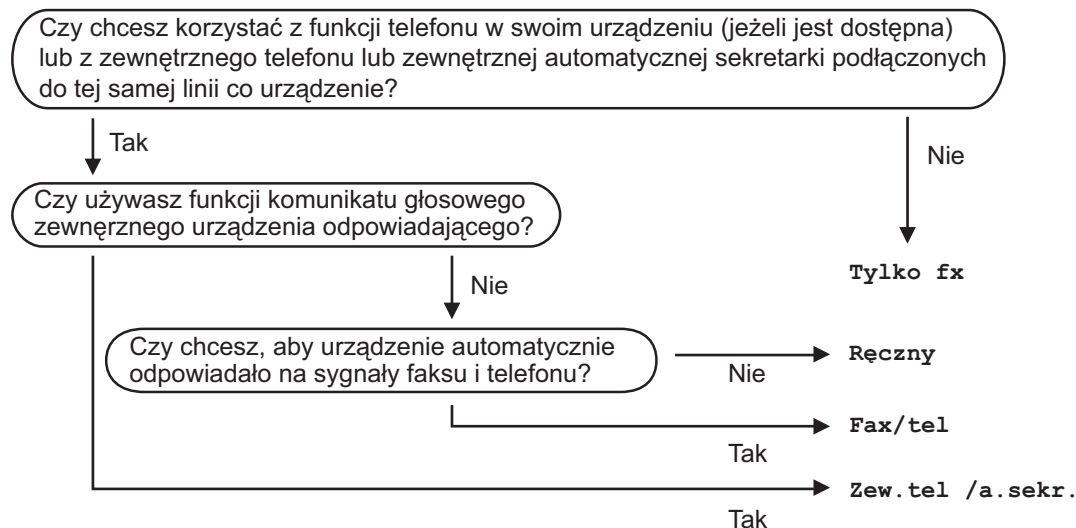 Czy chcesz korzystać z funkcji telefonu w swoim urządzeniu (jeżeli jest dostępna)
lub z zewnętrznego telefonu lub zewnętrznej automatycznej sekretarki podłączonych
do tej samej linii co urządzenie?
Tak
Nie
Czy używasz funkcji komunikatu głosowego
zewnęrznego urządzenia odpowiadającego?
Tylko fx
Nie
Czy chcesz, aby urządzenie automatycznie
odpowiadało na sygnały faksu i telefonu?
Nie
Ręczny
Fax/tel
Tak
Zew.tel /a.sekr.
Tak